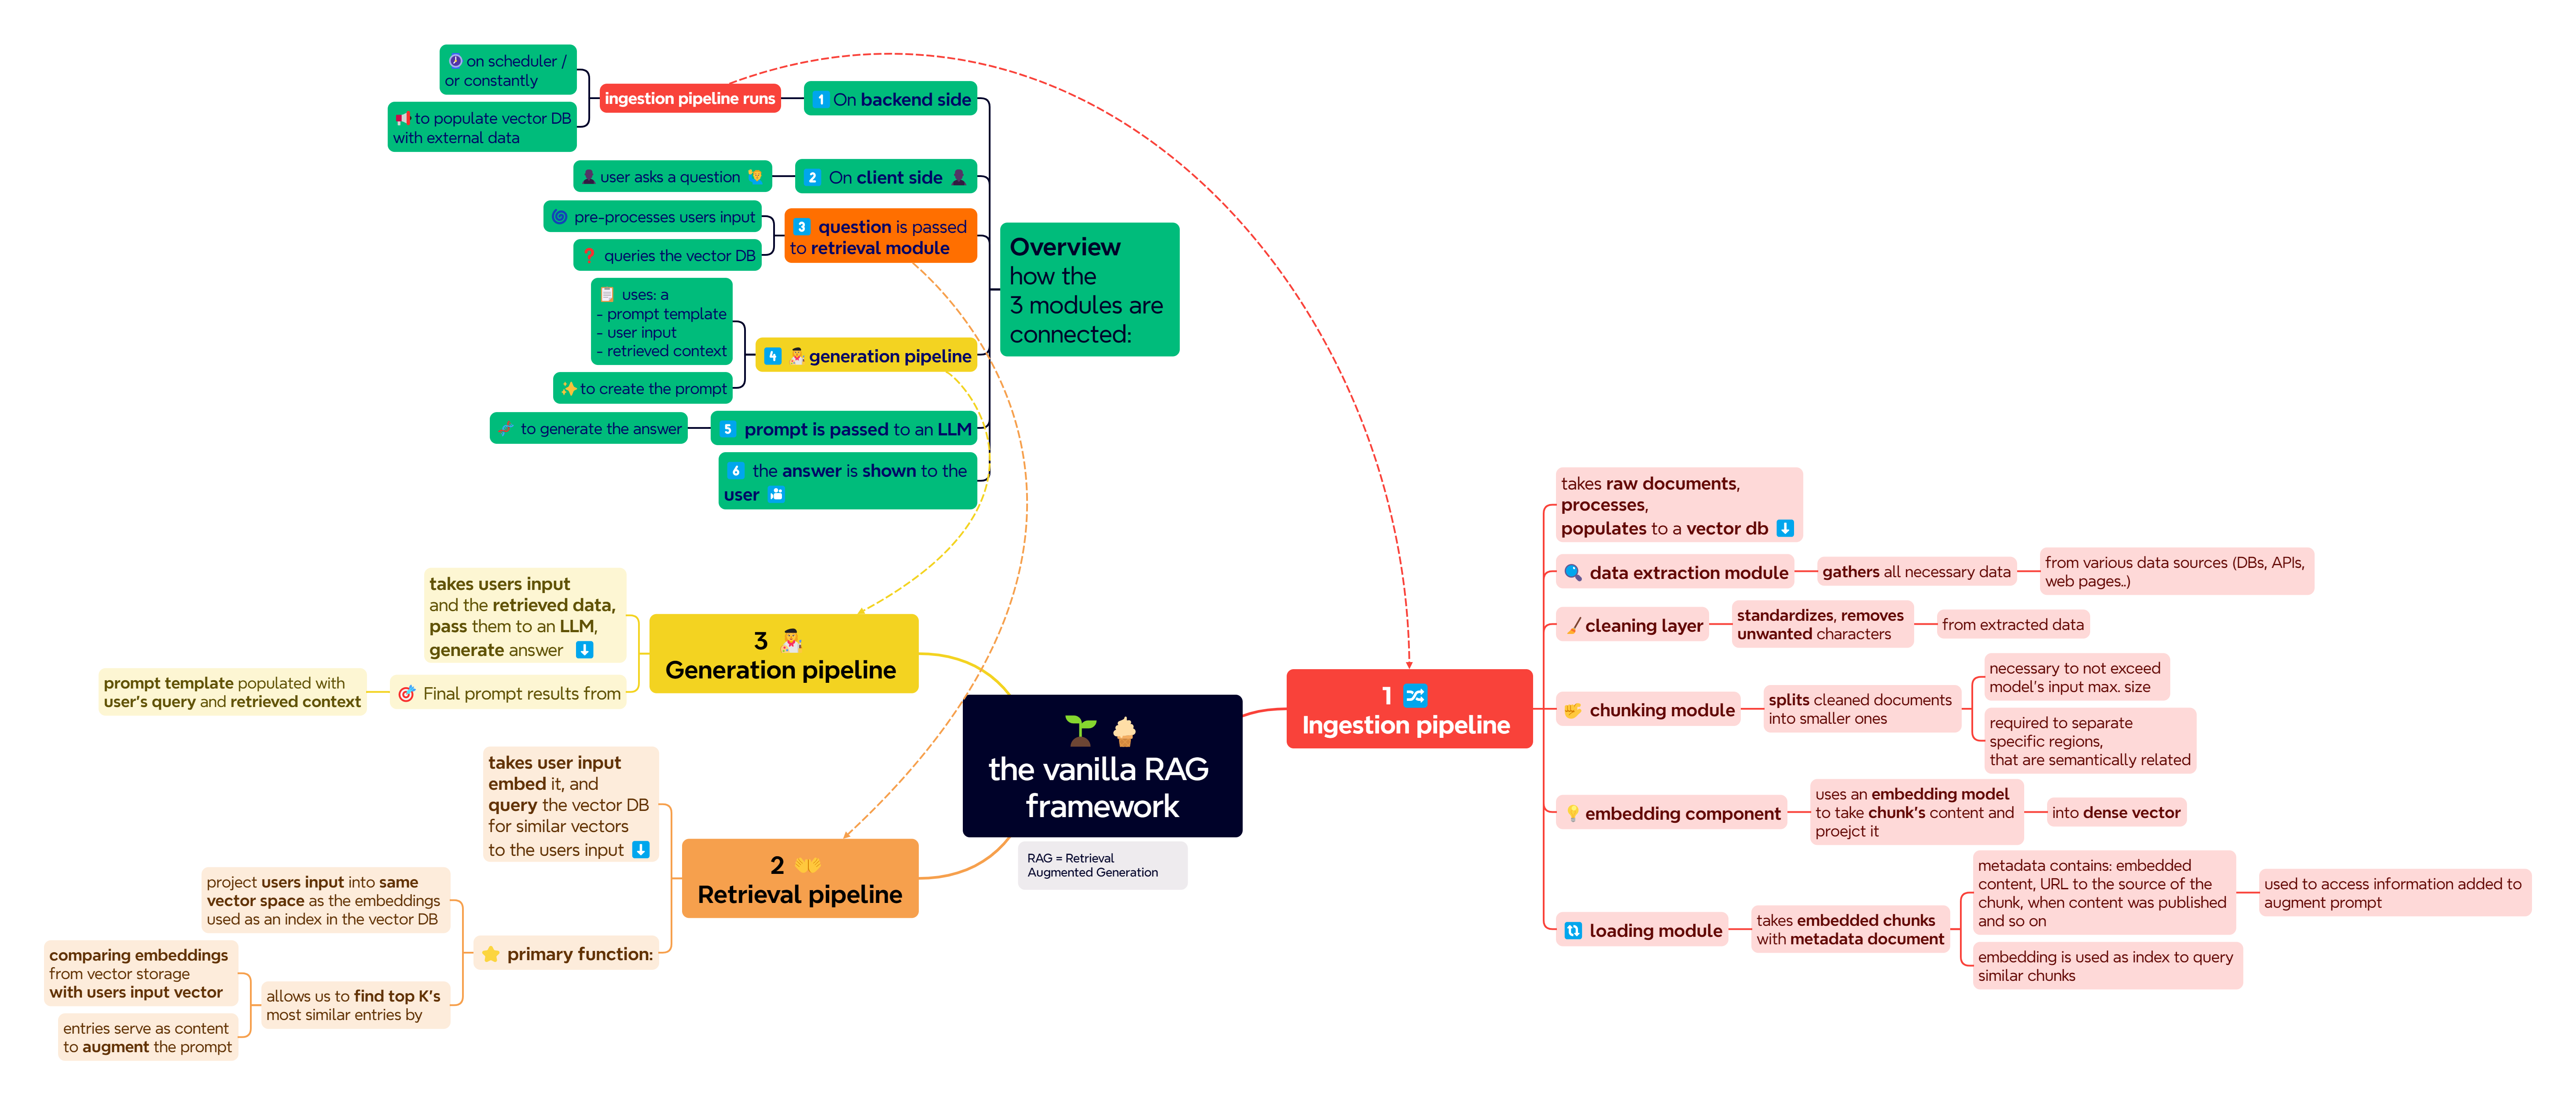 on scheduler /
or constantly
to populate vector DB
with external data
ingestion pipeline runs
1 On backend side
user asks a question
2 On client side
pre-processes users input
queries the vector DB
3 question is passed
to retrieval module
uses: a
- prompt template
- user input
- retrieved context
to create the prompt
4 generation pipeline
to generate the answer
5 prompt is passed to an LLM
6 the answer is shown to the
user
Overview
how the
3 modules are
connected:
takes users input
and the retrieved data,
pass them to an LLM,
generate answer
prompt template populated with
user's query and retrieved context
Final prompt results from
3
Generation pipeline
takes user input
embed it, and
query the vector DB
for similar vectors
to the users input
project users input into same
vector space as the embeddings
used as an index in the vector DB
comparing embeddings
from vector storage
with users input vector
entries serve as content
to augment the prompt
allows us to find top K's
most similar entries by
primary function:
2
Retrieval pipeline
the vanilla RAG
framework
RAG = Retrieval
Augmented Generation
1
Ingestion pipeline
takes raw documents,
processes,
populates to a vector db
data extraction module
gathers all necessary data
from various data sources (DBs, APIs,
web pages..)
cleaning layer
standardizes, removes
unwanted characters
from extracted data
chunking module
splits cleaned documents
into smaller ones
necessary to not exceed
model's input max. size
required to separate
specific regions,
that are semantically related
embedding component
uses an embedding model
to take chunk's content and
proejct it
into dense vector
loading module
takes embedded chunks
with metadata document
metadata contains: embedded
content, URL to the source of the
chunk, when content was published
and so on
used to access information added to
augment prompt
embedding is used as index to query
similar chunks